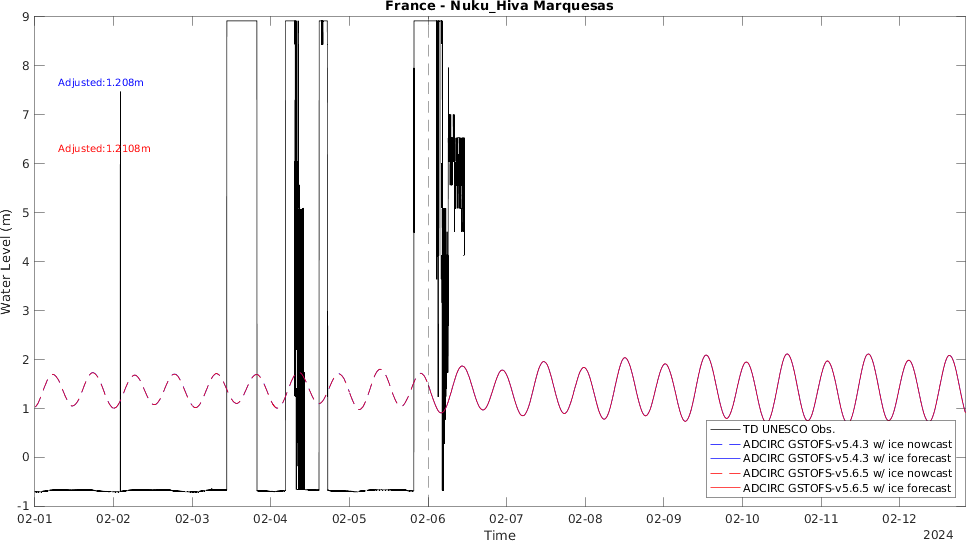 France - Nuku_Hiva Marquesas
9
8
7
6
5
4
3
2
1
0
-1
Water Level (m)
Adjusted:1.208m
Adjusted:1.2108m
TD UNESCO Obs.
ADCIRC GSTOFS-v5.4.3 w/ ice nowcast
ADCIRC GSTOFS-v5.4.3 w/ ice forecast
ADCIRC GSTOFS-v5.6.5 w/ ice nowcast
ADCIRC GSTOFS-v5.6.5 w/ ice forecast
02-01 02-02 02-03 02-04 02-05 02-06 02-07 02-08 02-09 02-10 02-11 02-12
Time
2024